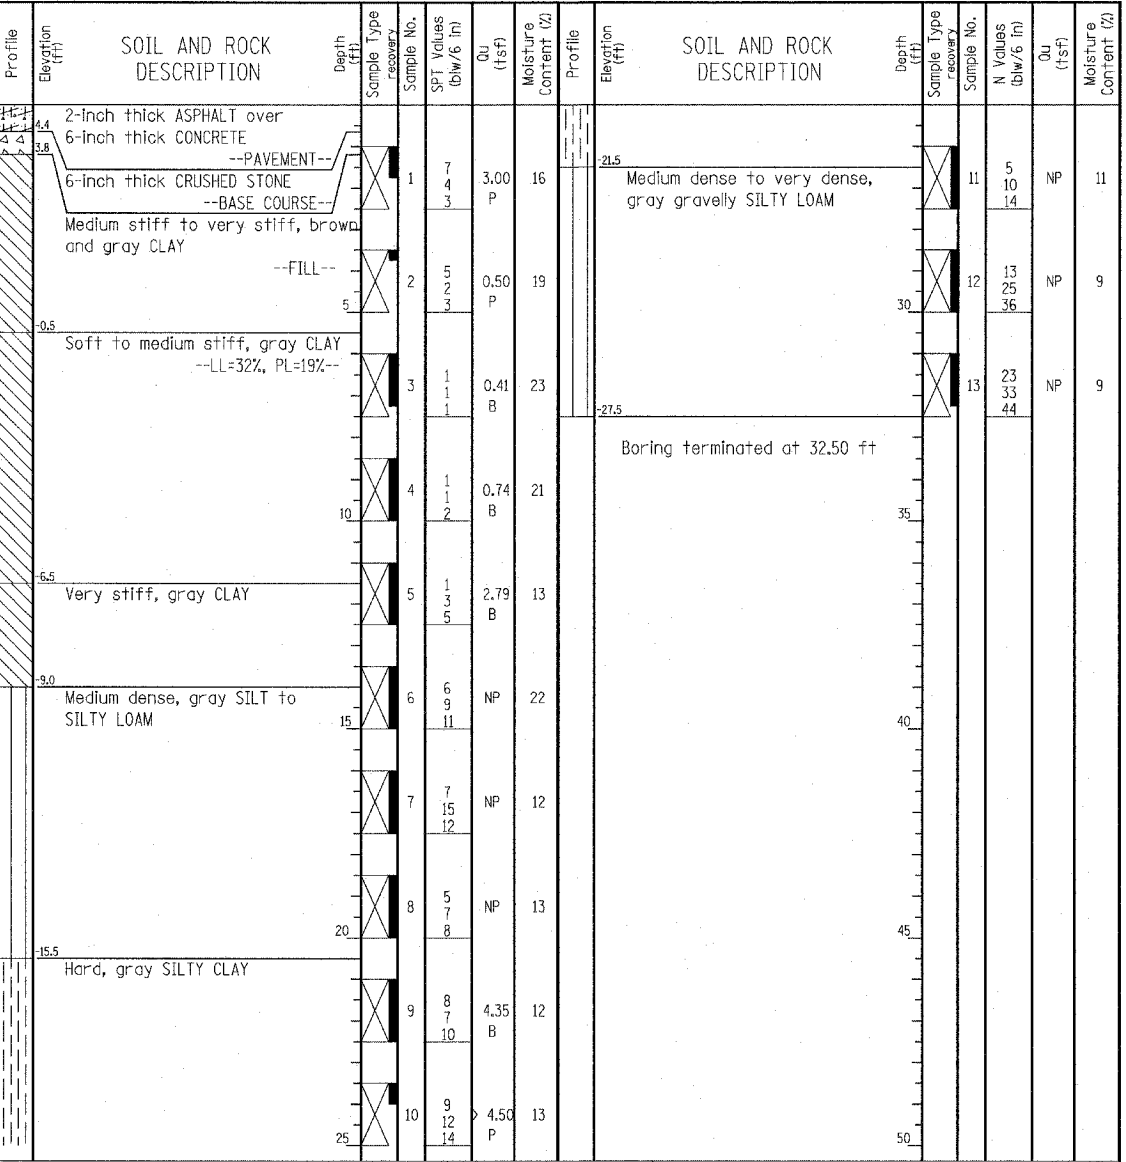 Profile
Elevation (ft)
SOIL AND ROCK
DESCRIPTION
Depth (ft)
Sample Type
recovery
Sample No.
SPT Values
(blw/6 in)
Qu
(tsf)
Moisture
Content (%)
2-inch thick ASPHALT over
4.4
6-inch thick CONCRETE
--PAVEMENT--
3.8
6-inch thick CRUSHED STONE
--BASE COURSE--
1
7
4
3
3.00
P
16
Medium stiff to very stiff, brown
and gray CLAY
--FILL--
2
5
2
3
0.50
P
19
5
-0.5
Soft to medium stiff, gray CLAY
--LL=32%, PL=19%--
3
1
1
1
0.41
B
23
4
1
1
2
0.74
B
21
10
-6.5
Very stiff, gray CLAY
5
1
3
5
2.79
B
13
-9.0
Medium dense, gray SILT to
SILTY LOAM
6
6
9
11
NP
22
15
7
7
15
12
NP
12
8
5
7
8
NP
13
20
-15.5
Hard, gray SILTY CLAY
9
8
7
10
4.35
B
12
10
9
12
14
> 4.50
P
13
25
Profile
Elevation (ft)
SOIL AND ROCK
DESCRIPTION
Depth (ft)
Sample Type
recovery
Sample No.
N Values
(blw/6 in)
Qu
(tsf)
Moisture
Content (%)
-21.5
Medium dense to very dense,
gray gravelly SILTY LOAM
11
5
10
14
NP
11
12
13
25
36
NP
9
30
13
23
33
44
NP
9
-27.5
Boring terminated at 32.50 ft
35
40
45
50